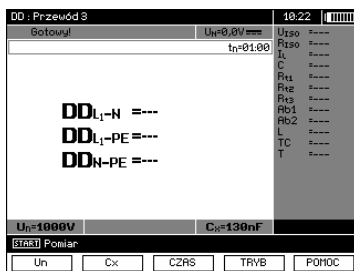 DD : Przewód 3 10:22
Gotowy! UN=0,0V
tn=01:00
DDL1-N =---
DDL1-PE=---
DDN-PE=---
UISO =---
RISO =---
IL =---
C =---
Rt1 =---
Rt2 =---
Rt3 =---
Ab1 =---
Ab2 =---
L =---
TC =---
T =---
Un=1000V Cx=130nF
START Pomiar
Un Cx CZAS TRYB POMOC